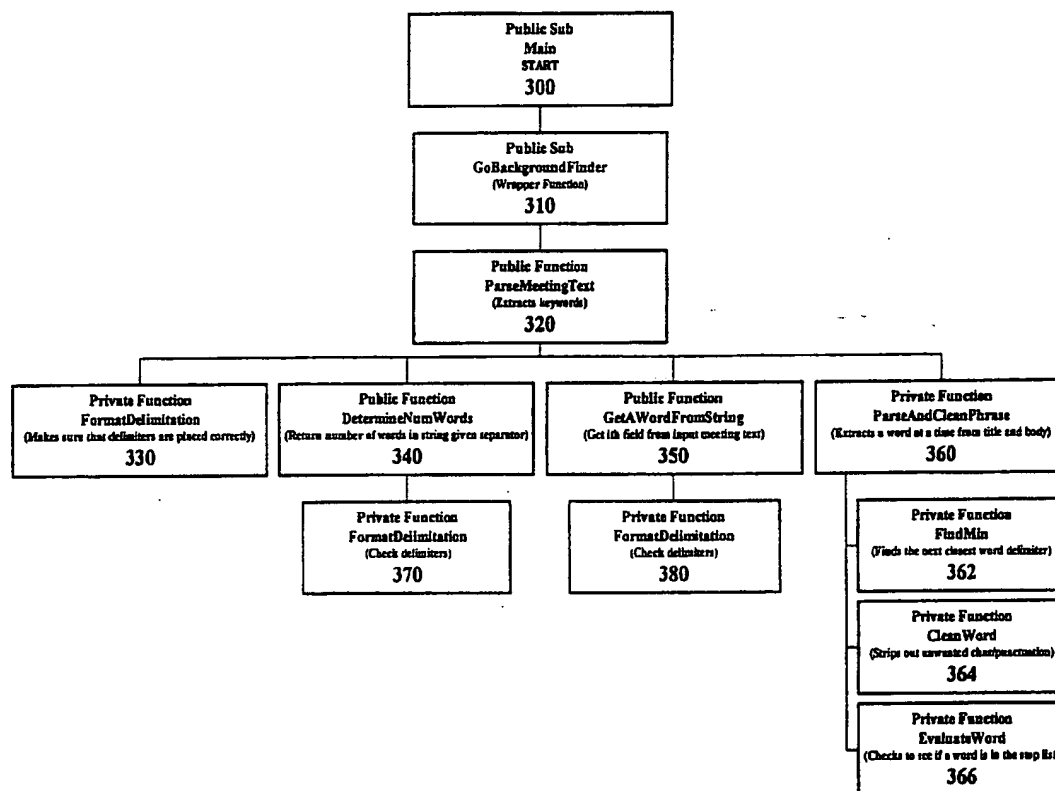 Public Sub
Main
START
300
Public Sub
GoBackgroundFinder
(Wrapper Function)
310
Public Function
ParseMeetingText
(Extracts keywords)
320
Private Function
FormatDelimitation
(Makes sure that delimiters are placed correctly)
330
Public Function
DetermineNumWords
(Return number of words in string given separator)
340
Public Function
GetAWordFromString
(Get ith field from input meeting text)
350
Private Function
ParseAndCleanPhrase
(Extracts a word at a time from title and body)
360
Private Function
FormatDelimitation
(Check delimiters)
370
Private Function
FormatDelimitation
(Check delimiters)
380
Private Function
FindMin
(Finds the next closest word delimiter)
362
Private Function
CleanWord
(Strips out unwanted char/punctuation)
364
Private Function
EvaluateWord
(Checks to see if a word is in the stop list)
366